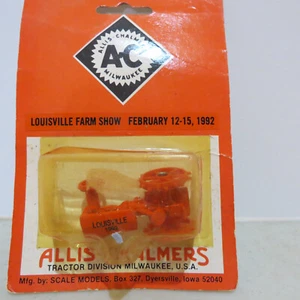 ALLIS-CHALMERS
A-C
MILWAUKEE
LOUISVILLE FARM SHOW FEBRUARY 12-15, 1992
LOUISVILLE
ALLIS CHALMERS
TRACTOR DIVISION MILWAUKEE, U.S.A.
Mfg. by: SCALE MODELS, Box 327, Dyersville, Iowa 52040